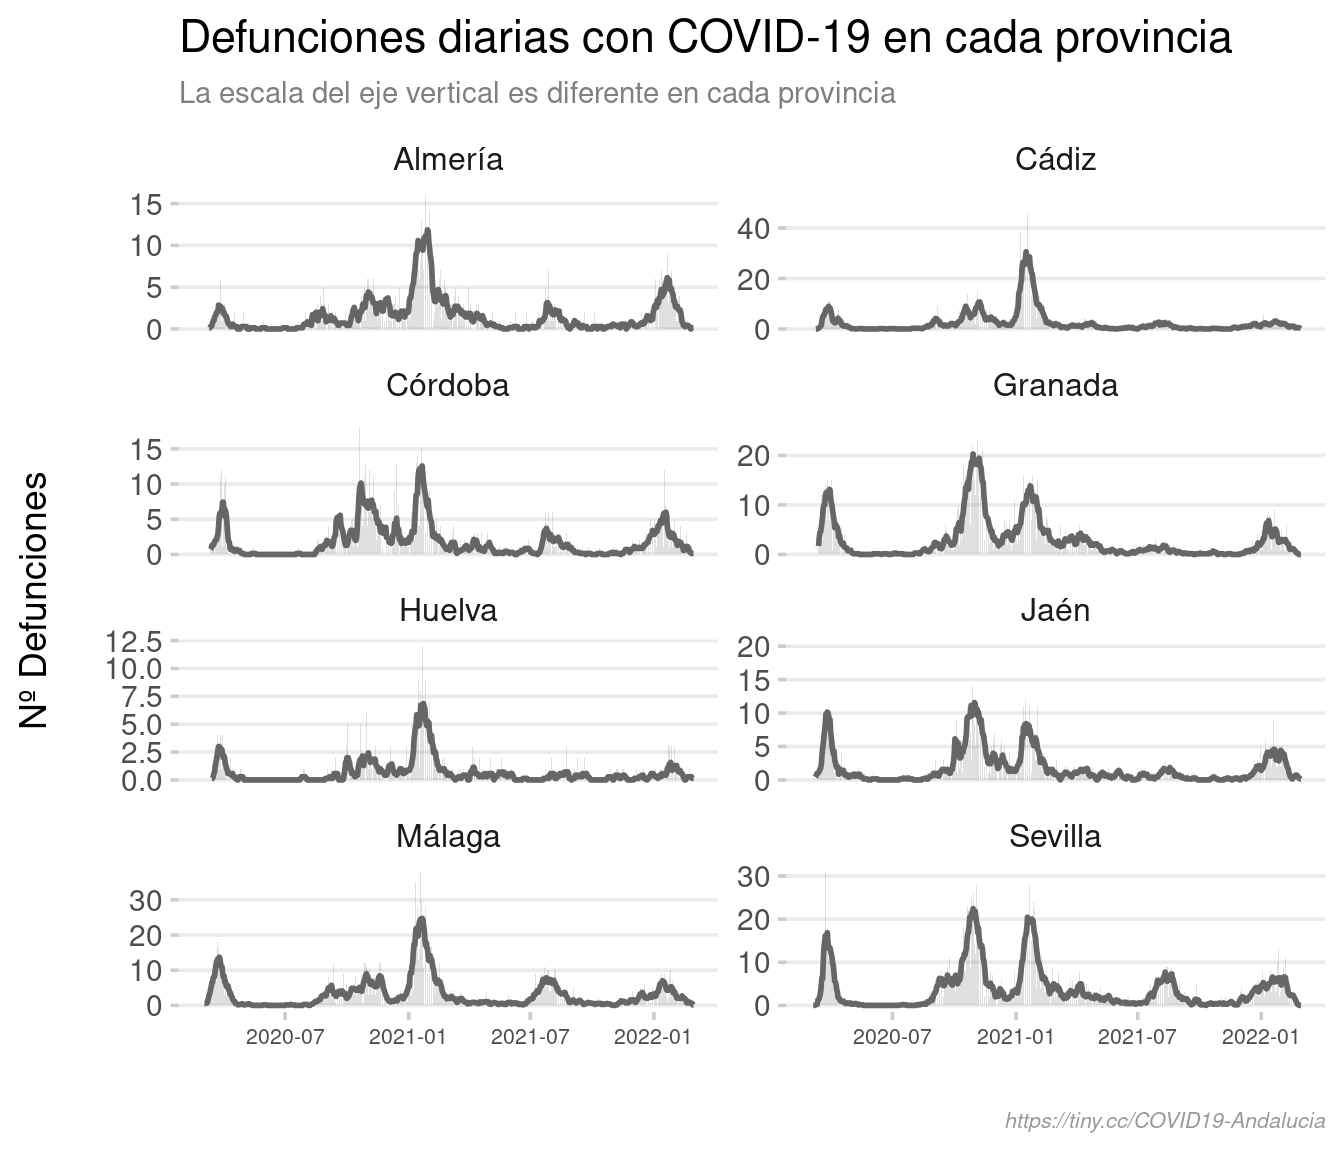 Defunciones diarias con COVID-19 en cada provincia
La escala del eje vertical es diferente en cada provincia
Nº Defunciones
Almería
15
10
5
0
Cádiz
40
20
0
Córdoba
15
10
5
0
Granada
20
10
0
Huelva
12.5
10.0
7.5
5.0
2.5
0.0
Jaén
20
15
10
5
0
Málaga
30
20
10
0
Sevilla
30
20
10
0
2020-07 2021-01 2021-07 2022-01
2020-07 2021-01 2021-07 2022-01
https://tiny.cc/COVID19-Andalucia